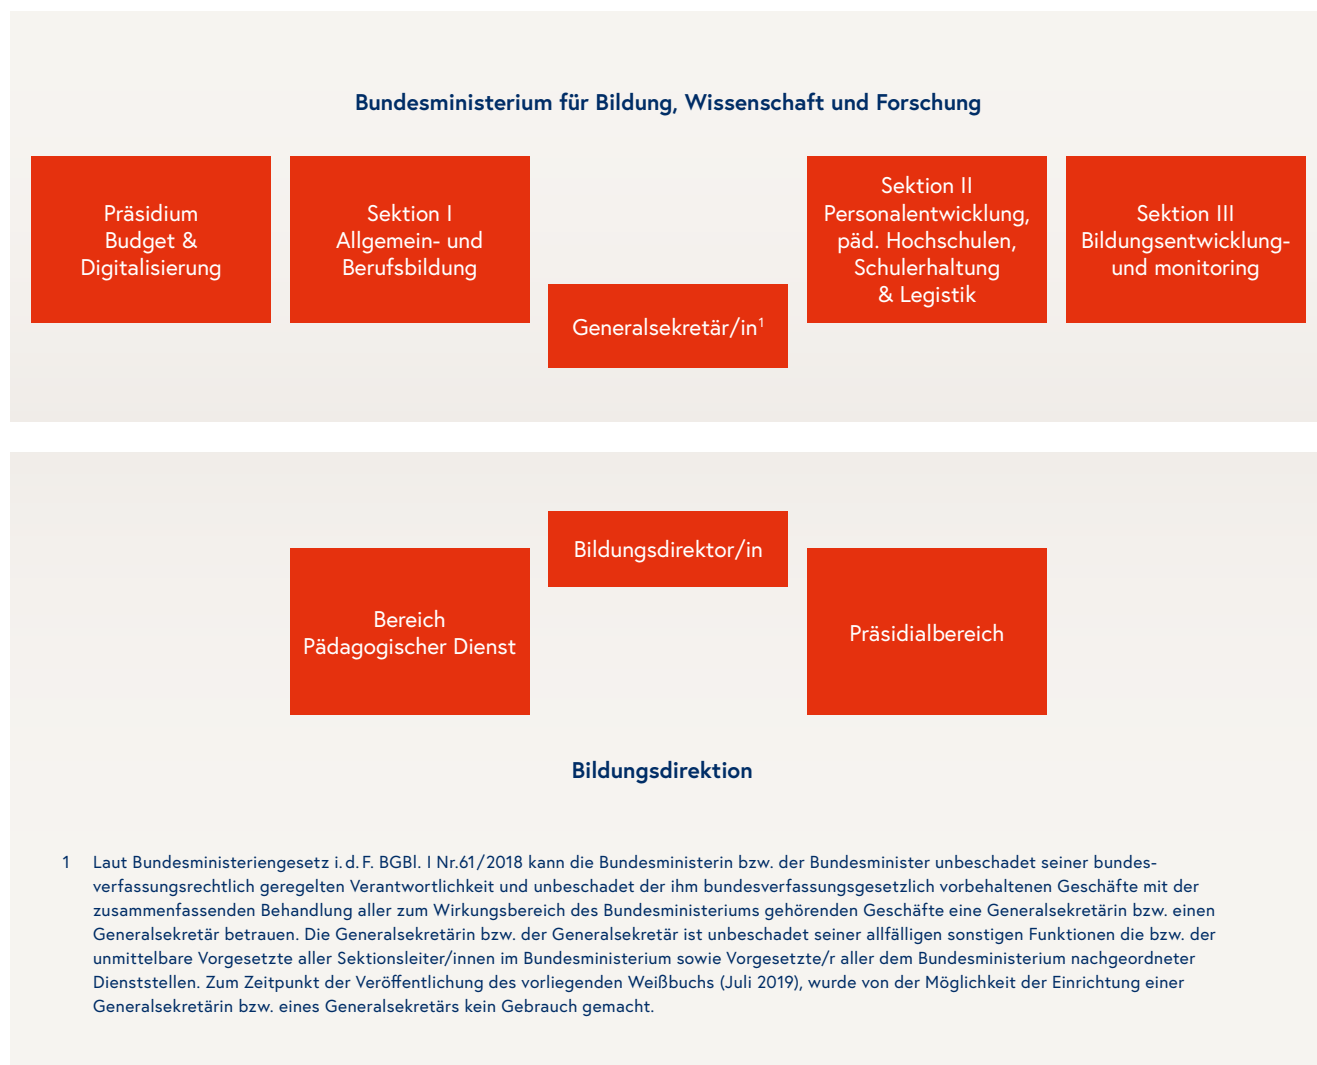 Bundesministerium für Bildung, Wissenschaft und Forschung
Präsidium
Budget &
Digitalisierung
Sektion I
Allgemein- und
Berufsbildung
Generalsekretär/in¹
Sektion II
Personalentwicklung,
päd. Hochschulen,
Schulerhaltung
& Legistik
Sektion III
Bildungsentwicklung-
und monitoring
Bildungsdirektor/in
Bereich
Pädagogischer Dienst
Präsidialbereich
Bildungsdirektion
1 Laut Bundesministeriengesetz i. d. F. BGBl. I Nr.61/2018 kann die Bundesministerin bzw. der Bundesminister unbeschadet seiner bundes-
verfassungsrechtlich geregelten Verantwortlichkeit und unbeschadet der ihm bundesverfassungsgesetzlich vorbehaltenen Geschäfte mit der
zusammenfassenden Behandlung aller zum Wirkungsbereich des Bundesministeriums gehörenden Geschäfte eine Generalsekretärin bzw. einen
Generalsekretär betrauen. Die Generalsekretärin bzw. der Generalsekretär ist unbeschadet seiner allfälligen sonstigen Funktionen die bzw. der
unmittelbare Vorgesetzte aller Sektionsleiter/innen im Bundesministerium sowie Vorgesetzte/r aller dem Bundesministerium nachgeordneter
Dienststellen. Zum Zeitpunkt der Veröffentlichung des vorliegenden Weißbuchs (Juli 2019), wurde von der Möglichkeit der Einrichtung einer
Generalsekretärin bzw. eines Generalsekretärs kein Gebrauch gemacht.